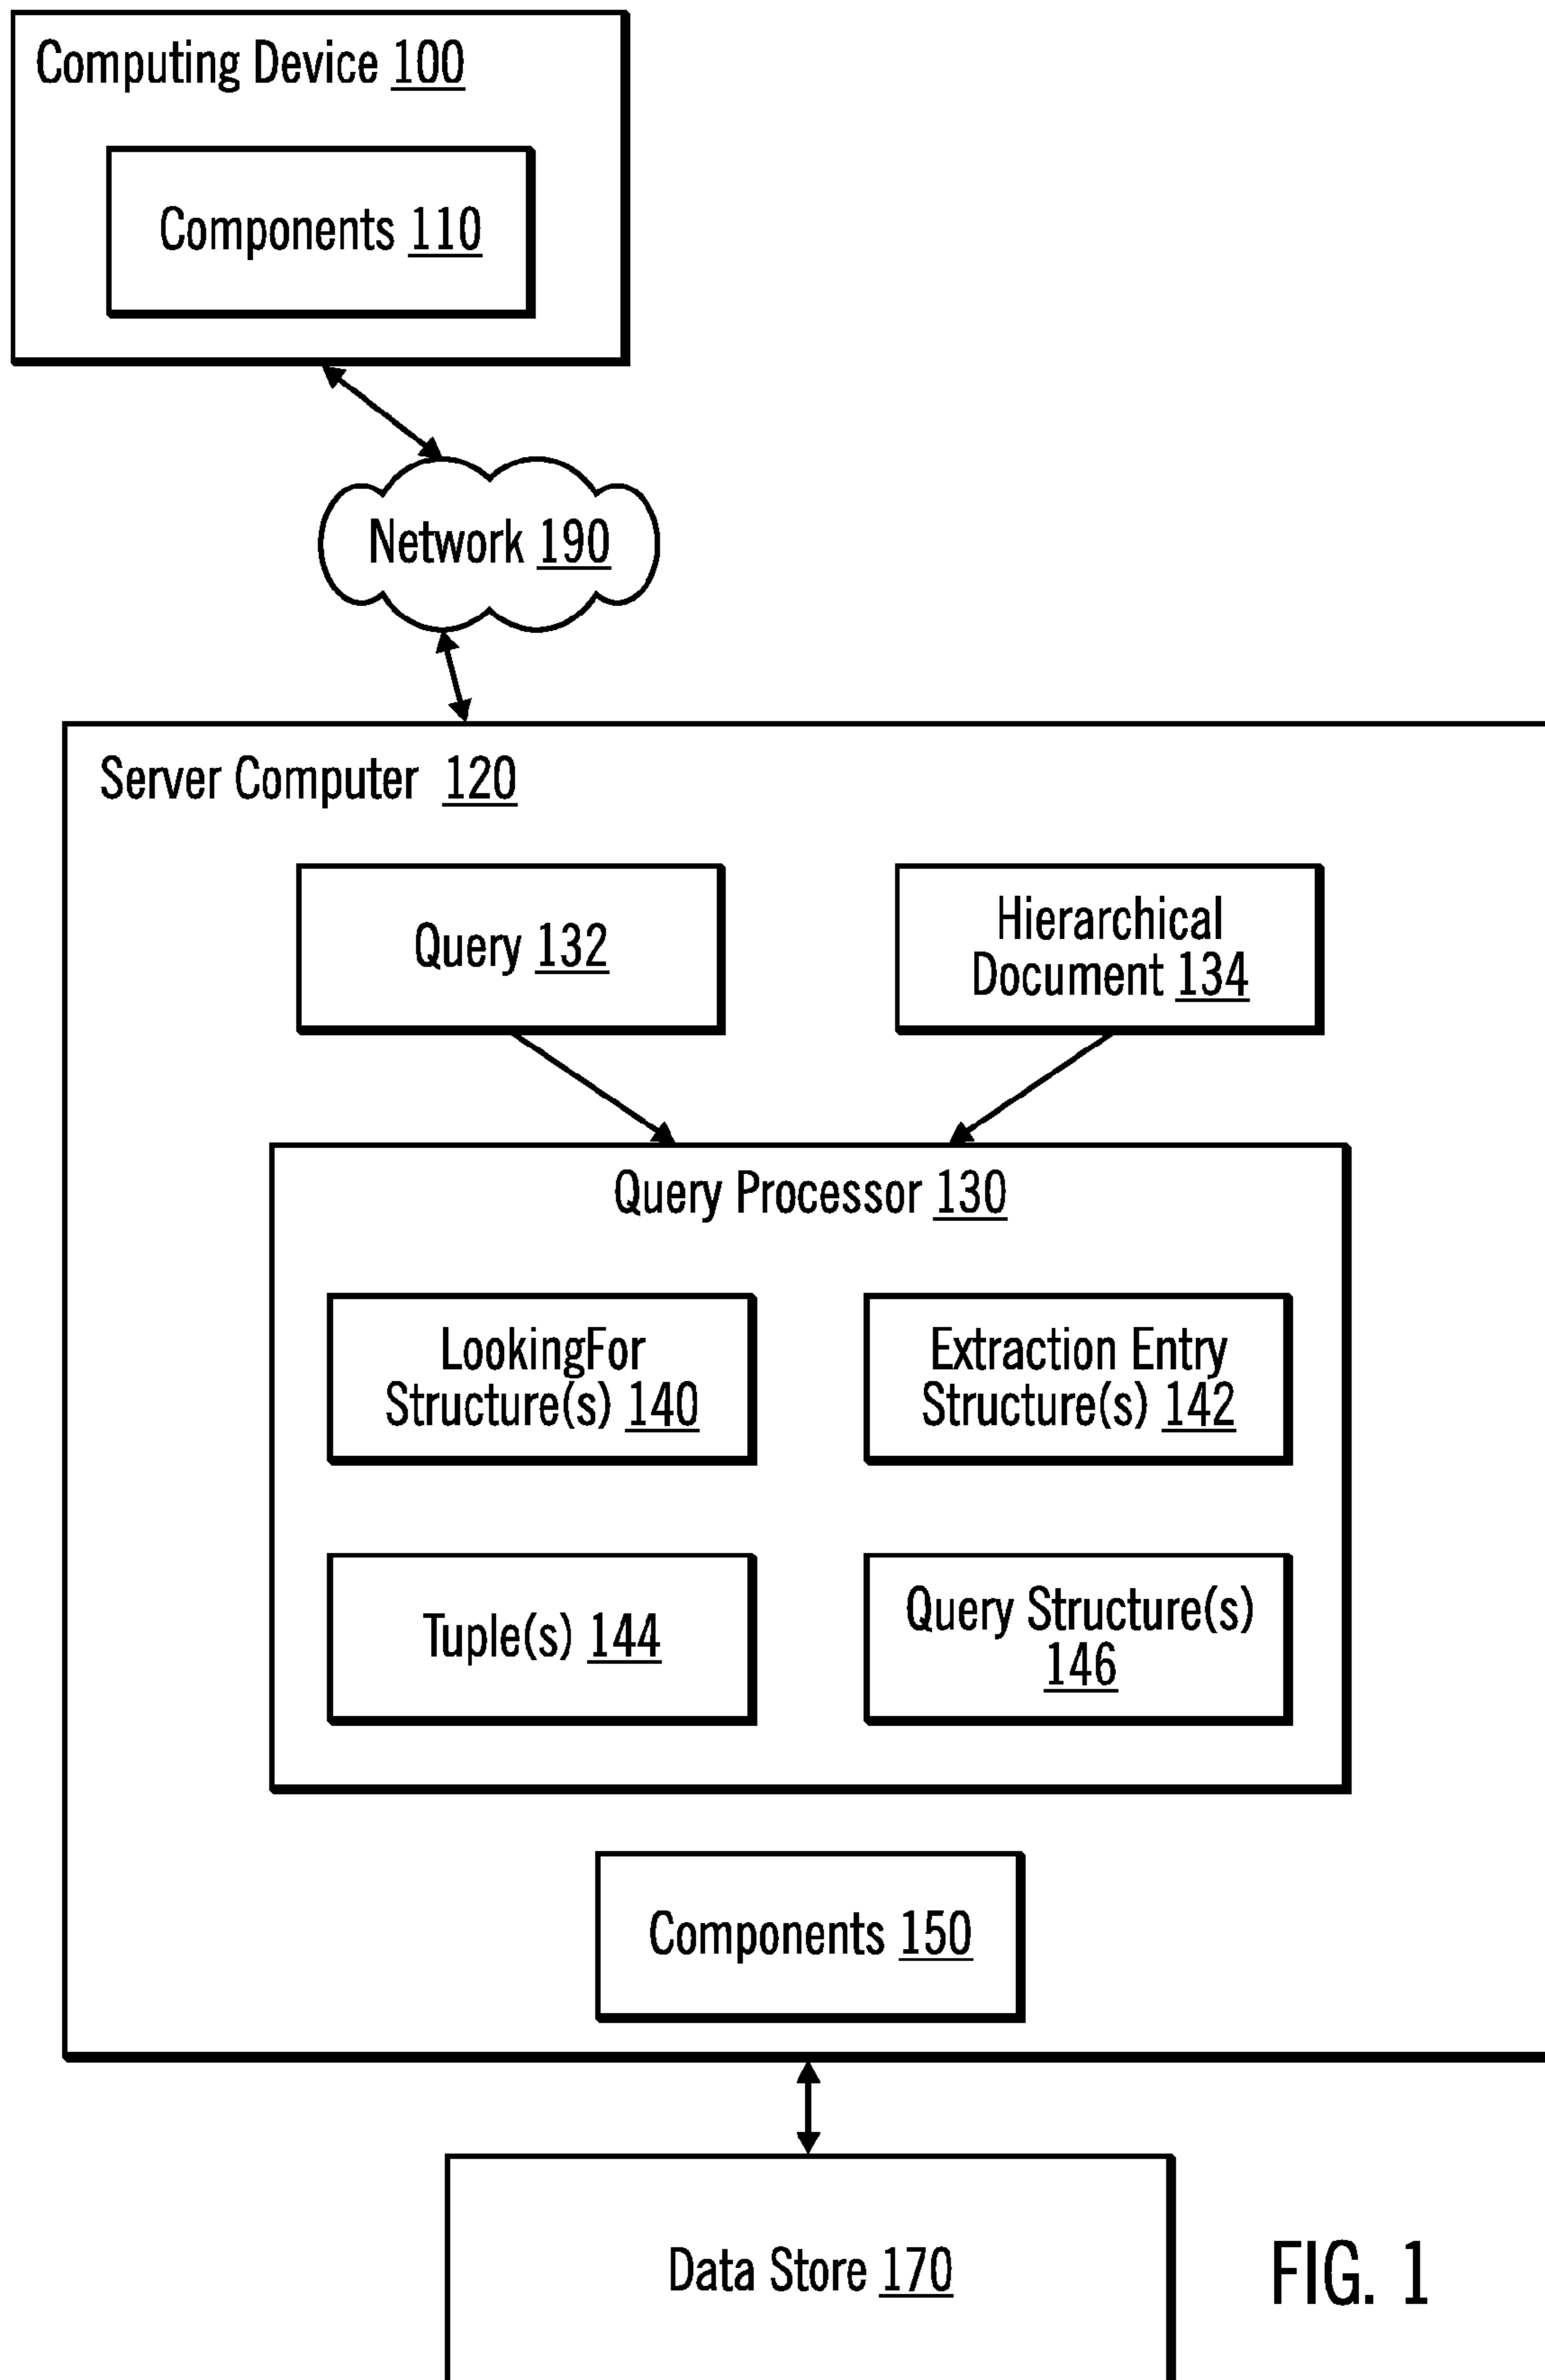 Computing Device 100
Components 110
Network 190
Server Computer 120
Query 132
Hierarchical
Document 134
Query Processor 130
LookingFor
Structure(s) 140
Extraction Entry
Structure(s) 142
Tuple(s) 144
Query Structure(s)
146
Components 150
Data Store 170
FIG. 1